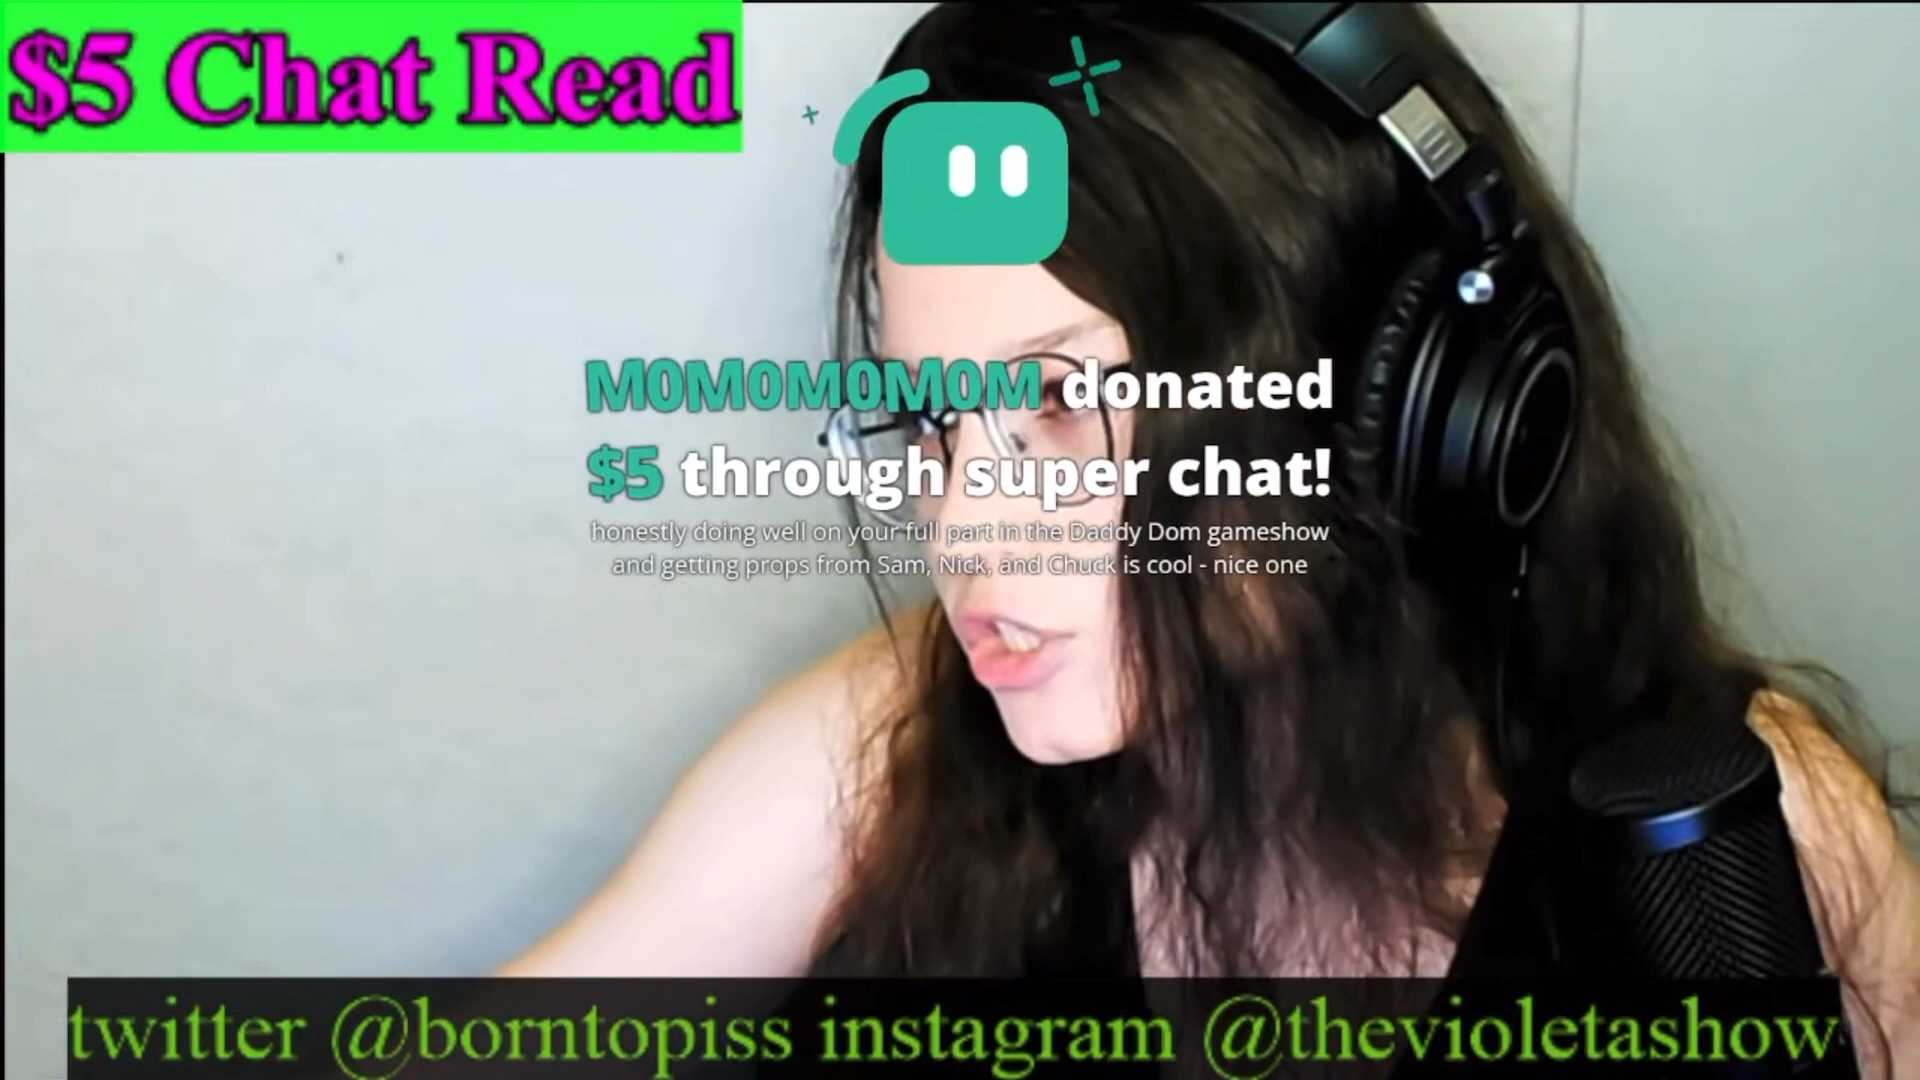 $5 Chat Read
M0M0M0M0M donated
$5 through super chat!
honestly doing well on your full part in the Daddy Dom gameshow
and getting props from Sam, Nick, and Chuck is cool - nice one
twitter @borntopiss instagram @thevioletashow